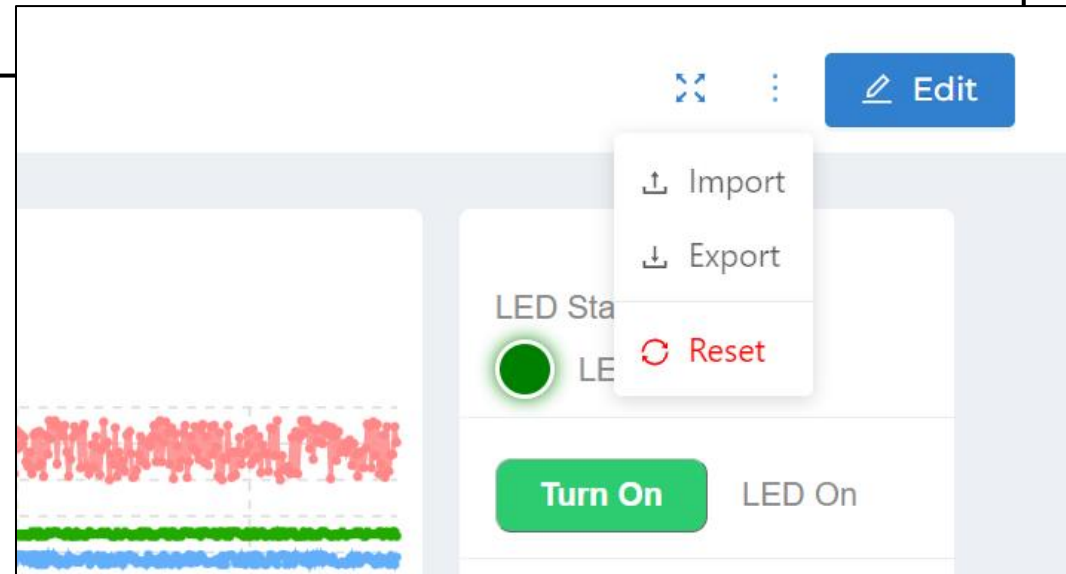 Edit
Import
Export
LED Sta
Reset
LE
Turn On LED On